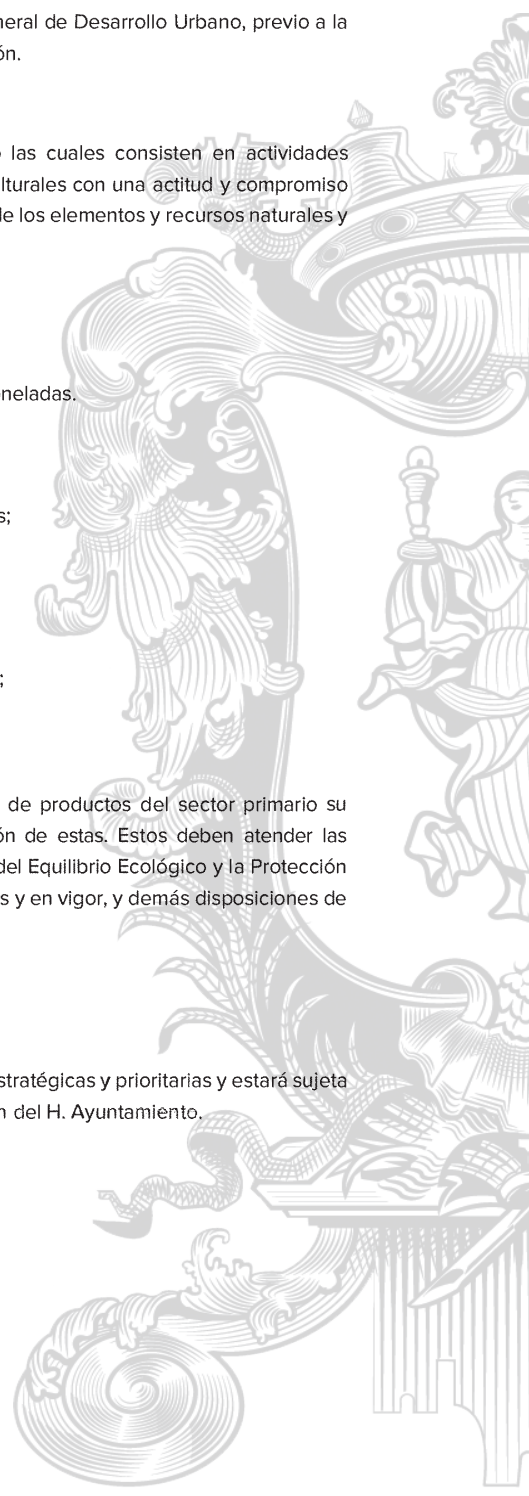 neral de Desarrollo Urbano, previo a la
ón.
las cuales consisten en actividades
lturales con una actitud y compromiso
de los elementos y recursos naturales y
neladas.
s;
;
de productos del sector primario su
ón de estas. Estos deben atender las
del Equilibrio Ecológico y la Protección
s y en vigor, y demás disposiciones de
stratégicas y prioritarias y estará sujeta
n del H. Ayuntamiento.